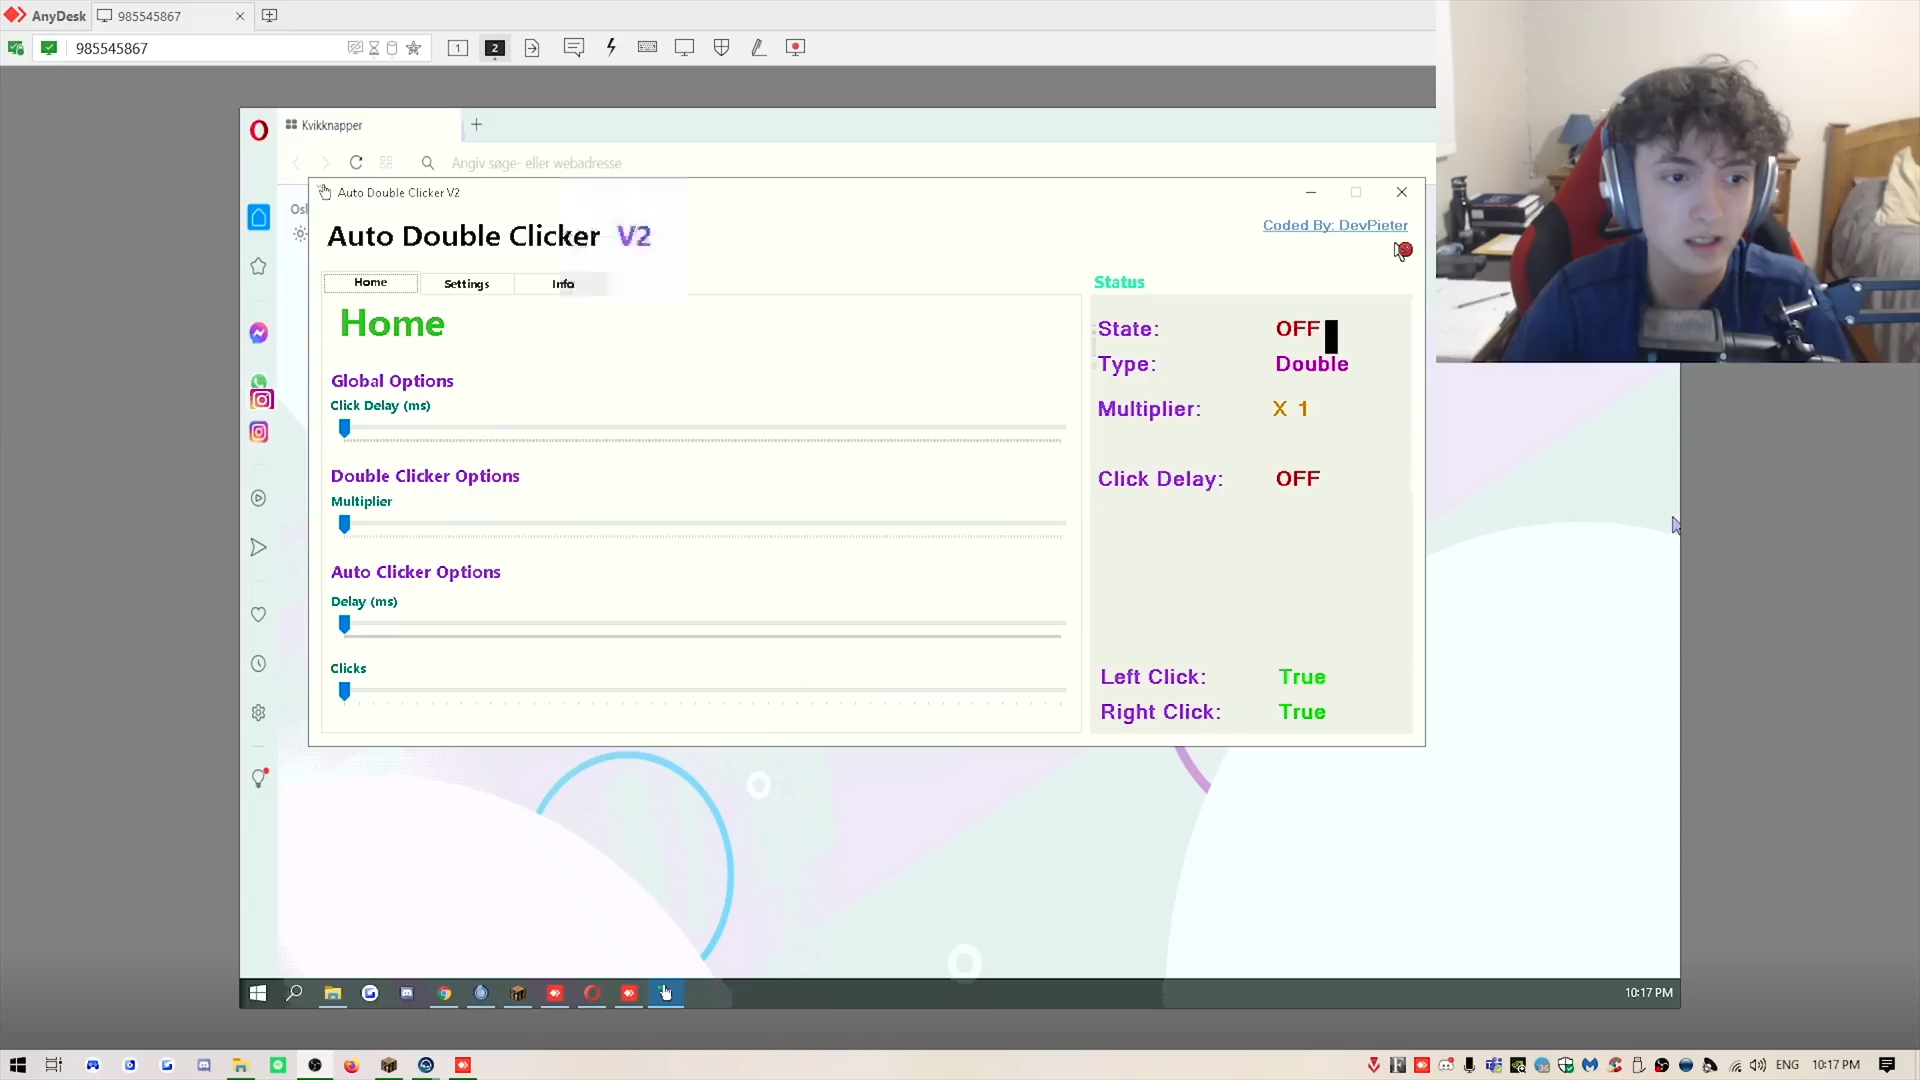 AnyDesk
985545867
985545867
1
2
Kvikknapper
Angiv søge- eller webadresse
Auto Double Clicker V2
Auto Double Clicker V2
Coded By: DevPieter
Home
Settings
Info
Status
Home
State:
OFF
Type:
Double
Global Options
Click Delay (ms)
Multiplier:
X 1
Double Clicker Options
Click Delay:
OFF
Multiplier
Auto Clicker Options
Delay (ms)
Clicks
Left Click:
True
Right Click:
True
10:17 PM
ENG
10:17 PM